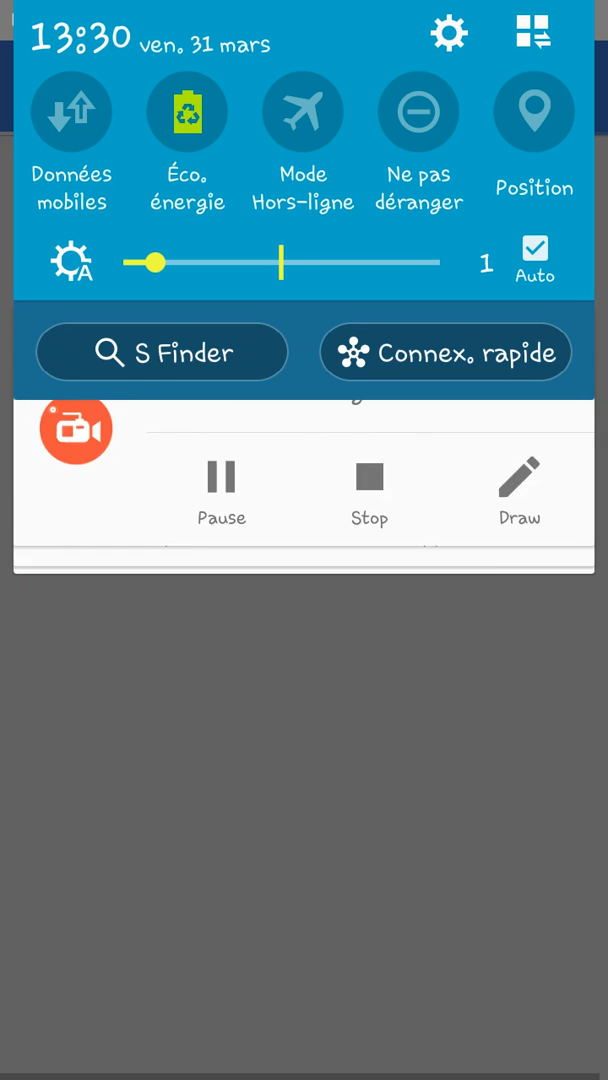 13:30 ven. 31 mars
Données mobiles
Éco. énergie
Mode Hors-ligne
Ne pas déranger
Position
1
Auto
A
S Finder
Connex. rapide
Pause
Stop
Draw